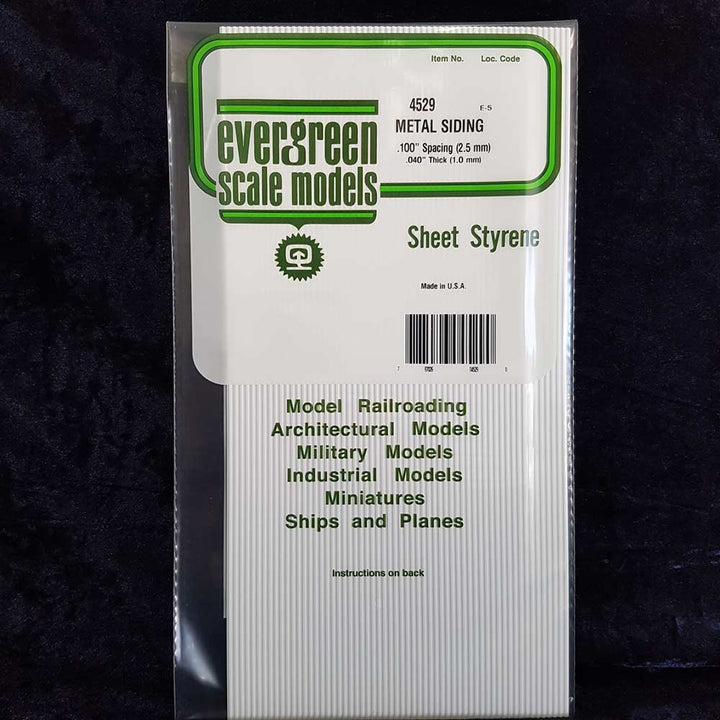 Item No. Loc. Code
4529 E-5
METAL SIDING
.100" Spacing (2.5 mm)
.040" Thick (1.0 mm)
evergreen
scale models
Sheet Styrene
Made in U.S.A.
Model Railroading
Architectural Models
Military Models
Industrial Models
Miniatures
Ships and Planes
Instructions on back